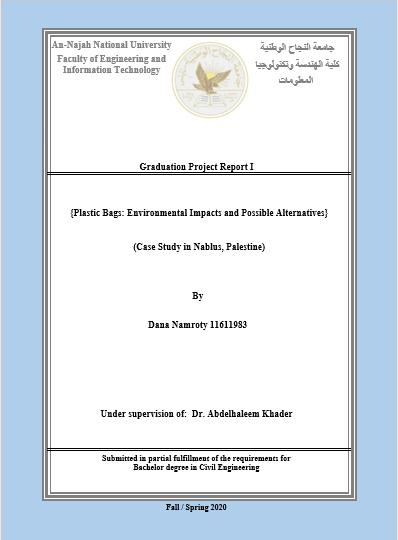 An-Najah National University
Faculty of Engineering and
Information Technology
جامعة النجاح الوطنية
كلية الهندسة وتكنولوجيا
المعلومات
Graduation Project Report I
{Plastic Bags: Environmental Impacts and Possible Alternatives}
(Case Study in Nablus, Palestine)
By
Dana Namroty 11611983
Under supervision of: Dr. Abdelhaleem Khader
Submitted in partial fulfillment of the requirements for
Bachelor degree in Civil Engineering
Fall / Spring 2020